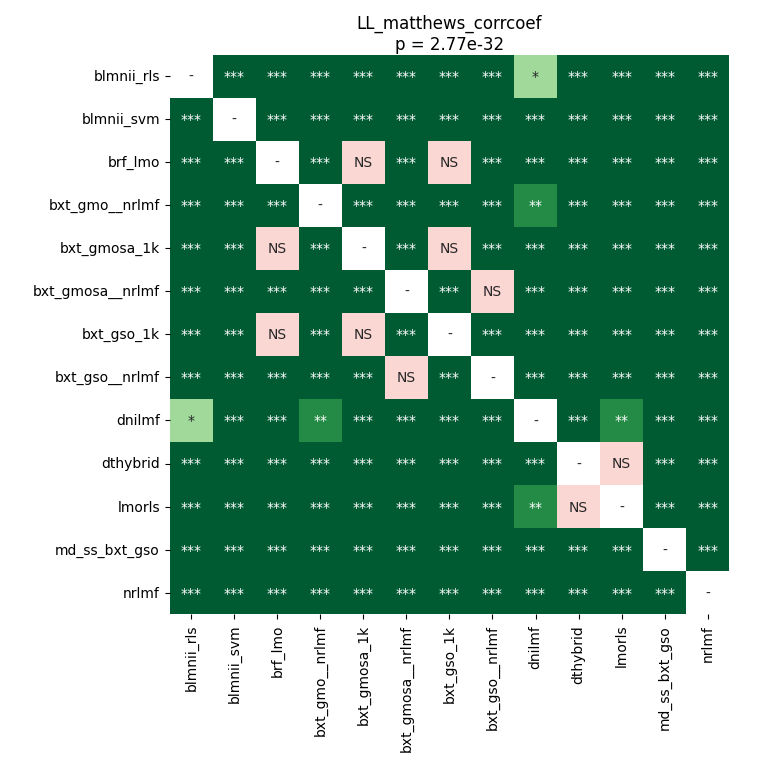 LL_matthews_corrcoef
p = 2.77e-32
blmnii_rls - *** *** *** *** *** *** *** * *** *** *** ***
blmnii_svm *** - *** *** *** *** *** *** *** *** *** *** ***
brf_lmo *** *** - *** NS *** NS *** *** *** *** *** ***
bxt_gmo__nrlmf *** *** *** - *** *** *** *** ** *** *** *** ***
bxt_gmosa_1k *** *** NS *** - *** NS *** *** *** *** *** ***
bxt_gmosa__nrlmf *** *** *** *** *** - *** NS *** *** *** *** ***
bxt_gso_1k *** *** NS *** NS *** - *** *** *** *** *** ***
bxt_gso__nrlmf *** *** *** *** *** NS *** - *** *** *** *** ***
dnilmf * *** *** ** *** *** *** *** - *** ** *** ***
dthybrid *** *** *** *** *** *** *** *** *** - NS *** ***
lmorls *** *** *** *** *** *** *** *** ** NS - *** ***
md_ss_bxt_gso *** *** *** *** *** *** *** *** *** *** *** - ***
nrlmf *** *** *** *** *** *** *** *** *** *** *** *** -
blmnii_rls
blmnii_svm
brf_lmo
bxt_gmo__nrlmf
bxt_gmosa_1k
bxt_gmosa__nrlmf
bxt_gso_1k
bxt_gso__nrlmf
dnilmf
dthybrid
lmorls
md_ss_bxt_gso
nrlmf